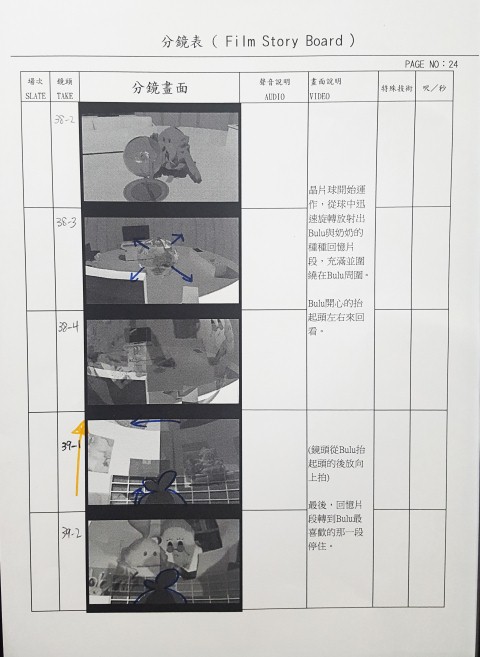 分鏡表 ( Film Story Board )
PAGE NO：24
場次 鏡頭 分鏡畫面 聲音說明 畫面說明 特殊技術 呎／秒
SLATE TAKE AUDIO VIDEO
38-2
晶片球開始運
作，從球中迅
速旋轉放射出
38-3
Bulu與奶奶的
種種回憶片
段，充滿並圍
繞在Bulu周圍。
Bulu開心的抬
起頭左右來回
看。
38-4
39-1
(鏡頭從Bulu抬
起頭的後放向
上拍)
最後，回憶片
段轉到Bulu最
喜歡的那一段
停住。
39-2